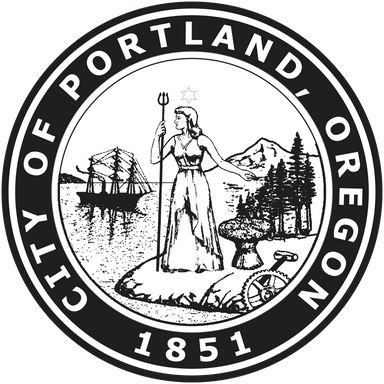 CITY OF PORTLAND, OREGON
1851